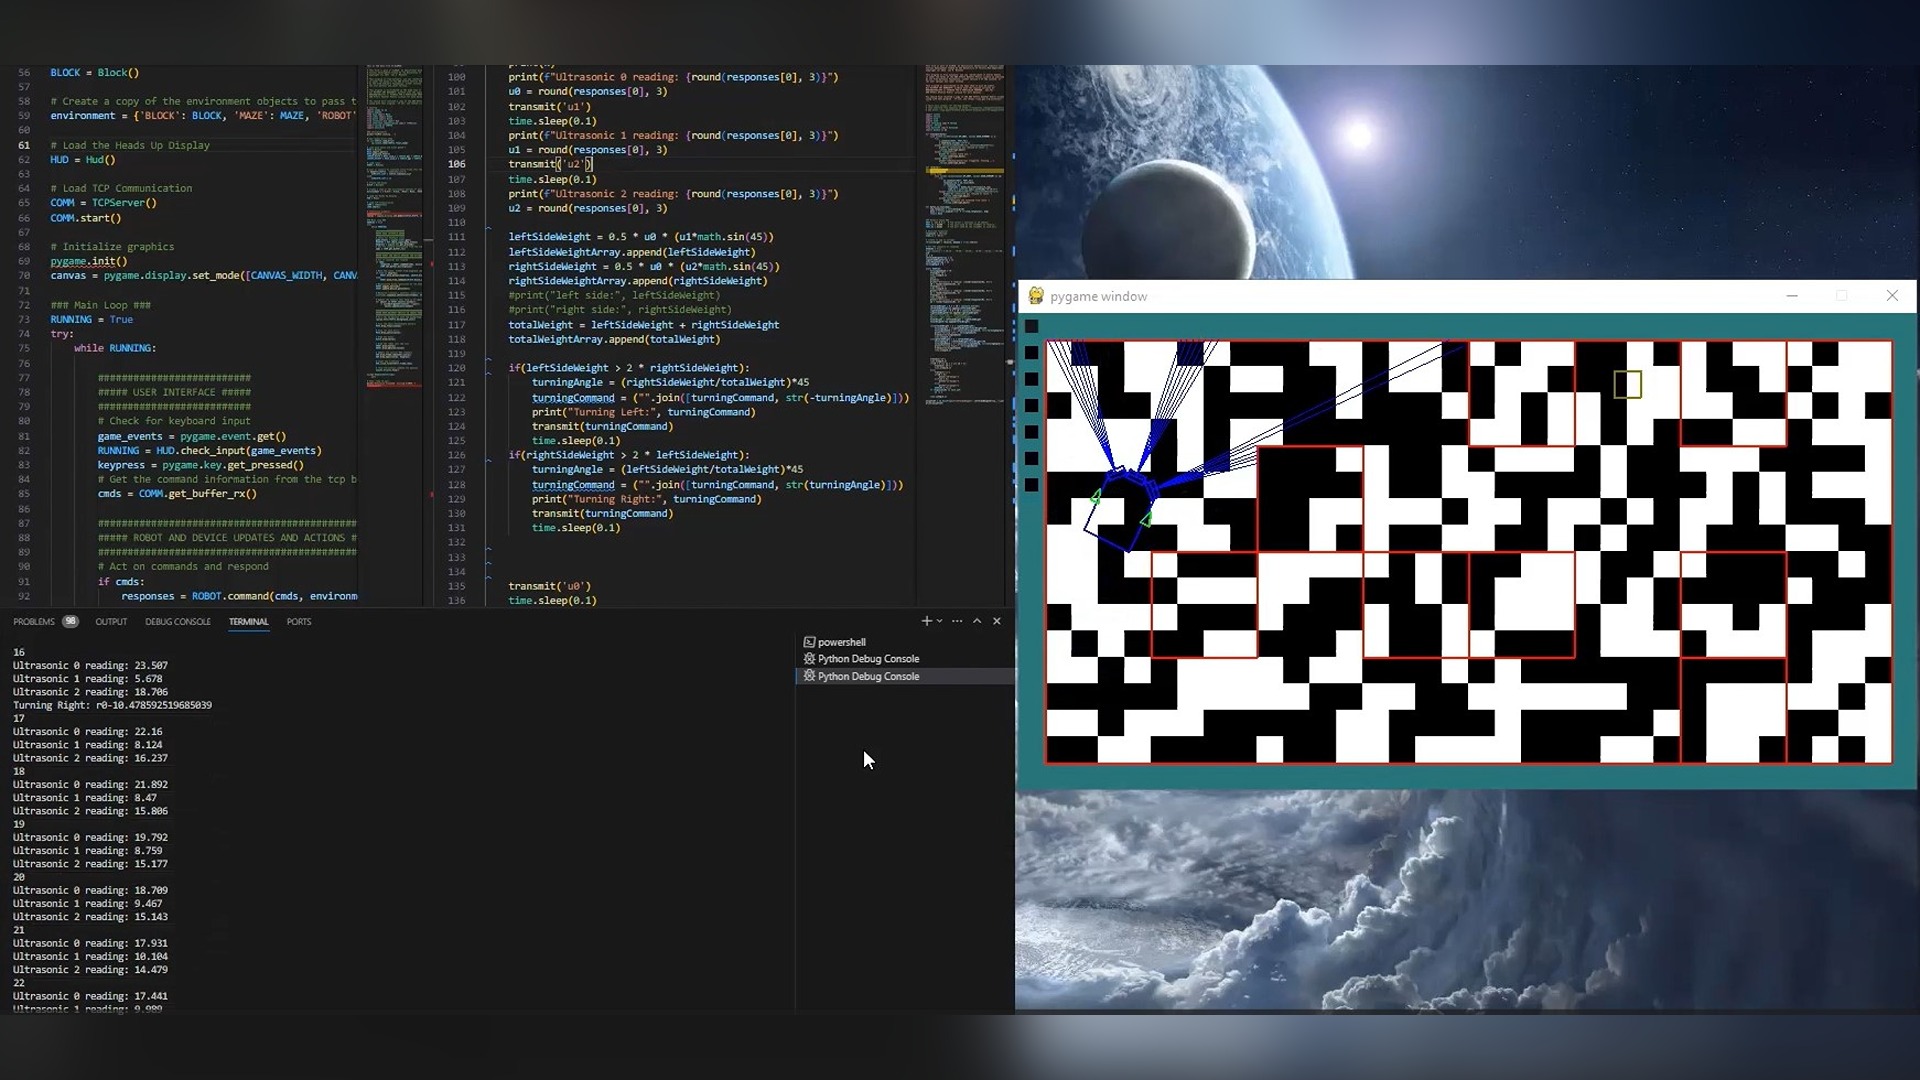 56 BLOCK = Block()
57
58 # Create a copy of the environment objects to pass t
59 environment = {'BLOCK': BLOCK, 'MAZE': MAZE, 'ROBOT'
60
61 # Load the Heads Up Display
62 HUD = Hud()
63
64 # Load TCP Communication
65 COMM = TCPServer()
66 COMM.start()
67
68 # Initialize graphics
69 pygame.init()
70 canvas = pygame.display.set_mode([CANVAS_WIDTH, CANV
71
72 ### Main Loop ###
73 RUNNING = True
74 try:
75 while RUNNING:
76
77 ##########################
78 ##### USER INTERFACE #####
79 ##########################
80 # Check for keyboard input
81 game_events = pygame.event.get()
82 RUNNING = HUD.check_input(game_events)
83 keypress = pygame.key.get_pressed()
84 # Get the command information from the tcp b
85 cmds = COMM.get_buffer_rx()
86
87 ############################################
88 ##### ROBOT AND DEVICE UPDATES AND ACTIONS #
89 ############################################
90 # Act on commands and respond
91 if cmds:
92 responses = ROBOT.command(cmds, environm
100 print(f"Ultrasonic 0 reading: {round(responses[0], 3)}")
101 u0 = round(responses[0], 3)
102 transmit('u1')
103 time.sleep(0.1)
104 print(f"Ultrasonic 1 reading: {round(responses[0], 3)}")
105 u1 = round(responses[0], 3)
106 transmit('u2')
107 time.sleep(0.1)
108 print(f"Ultrasonic 2 reading: {round(responses[0], 3)}")
109 u2 = round(responses[0], 3)
110
111 leftSideWeight = 0.5 * u0 * (u1*math.sin(45))
112 leftSideWeightArray.append(leftSideWeight)
113 rightSideWeight = 0.5 * u0 * (u2*math.sin(45))
114 rightSideWeightArray.append(rightSideWeight)
115 #print("left side:", leftSideWeight)
116 #print("right side:", rightSideWeight)
117 totalWeight = leftSideWeight + rightSideWeight
118 totalWeightArray.append(totalWeight)
119
120 if(leftSideWeight > 2 * rightSideWeight):
121 turningAngle = (rightSideWeight/totalWeight)*45
122 turningCommand = ("".join([turningCommand, str(-turningAngle)]))
123 print("Turning Left:", turningCommand)
124 transmit(turningCommand)
125 time.sleep(0.1)
126 if(rightSideWeight > 2 * leftSideWeight):
127 turningAngle = (leftSideWeight/totalWeight)*45
128 turningCommand = ("".join([turningCommand, str(turningAngle)]))
129 print("Turning Right:", turningCommand)
130 transmit(turningCommand)
131 time.sleep(0.1)
132
133
134
135 transmit('u0')
136 time.sleep(0.1)
PROBLEMS 98 OUTPUT DEBUG CONSOLE TERMINAL PORTS
16
Ultrasonic 0 reading: 23.507
Ultrasonic 1 reading: 5.678
Ultrasonic 2 reading: 18.706
Turning Right: r0-10.478592519685039
17
Ultrasonic 0 reading: 22.16
Ultrasonic 1 reading: 8.124
Ultrasonic 2 reading: 16.237
18
Ultrasonic 0 reading: 21.892
Ultrasonic 1 reading: 8.47
Ultrasonic 2 reading: 15.806
19
Ultrasonic 0 reading: 19.792
Ultrasonic 1 reading: 8.759
Ultrasonic 2 reading: 15.177
20
Ultrasonic 0 reading: 18.709
Ultrasonic 1 reading: 9.467
Ultrasonic 2 reading: 15.143
21
Ultrasonic 0 reading: 17.931
Ultrasonic 1 reading: 10.104
Ultrasonic 2 reading: 14.479
22
Ultrasonic 0 reading: 17.441
Ultrasonic 1 reading: 9.989
powershell
Python Debug Console
Python Debug Console
pygame window